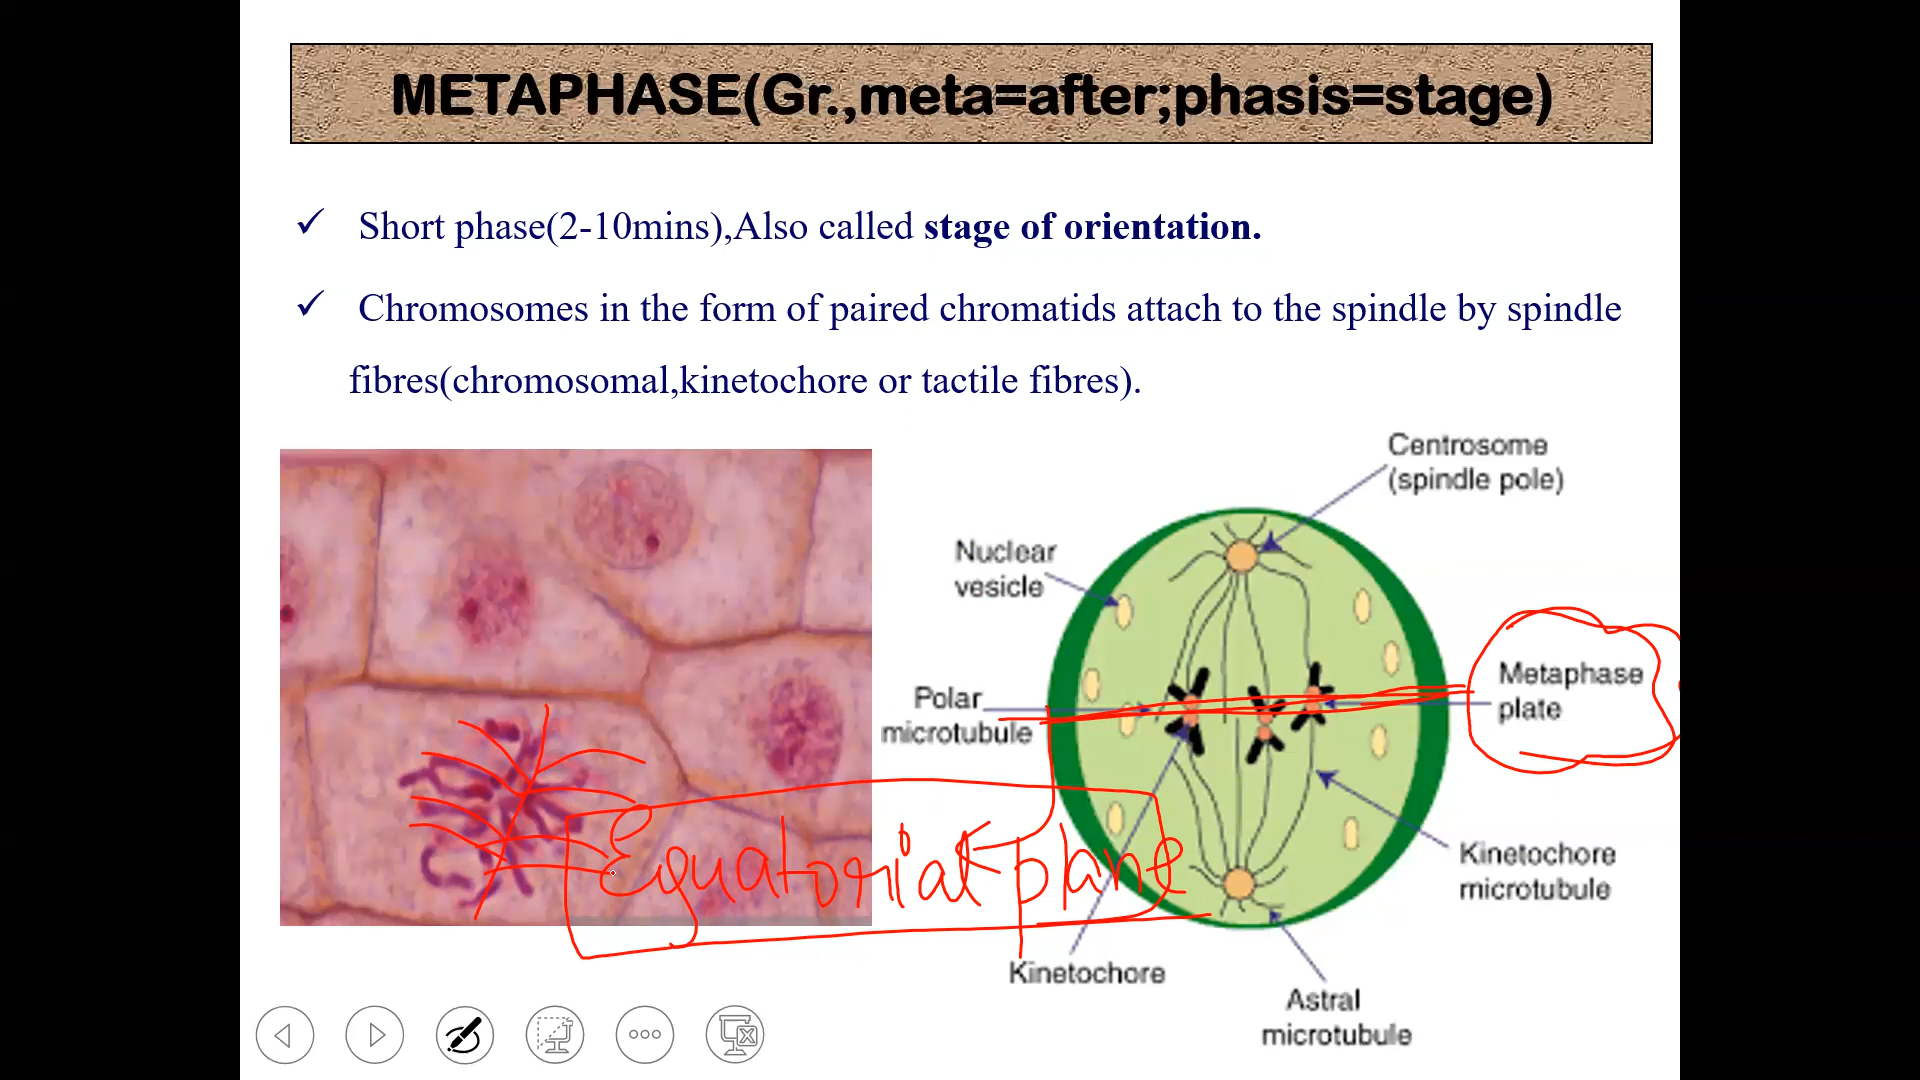 METAPHASE(Gr.,meta=after;phasis=stage)
✓ Short phase(2-10mins),Also called stage of orientation.
✓ Chromosomes in the form of paired chromatids attach to the spindle by spindle
fibres(chromosomal,kinetochore or tactile fibres).
Centrosome
(spindle pole)
Nuclear
vesicle
Metaphase
plate
Polar
microtubule
Equatorial plane
Kinetochore
microtubule
Kinetochore
Astral
microtubule